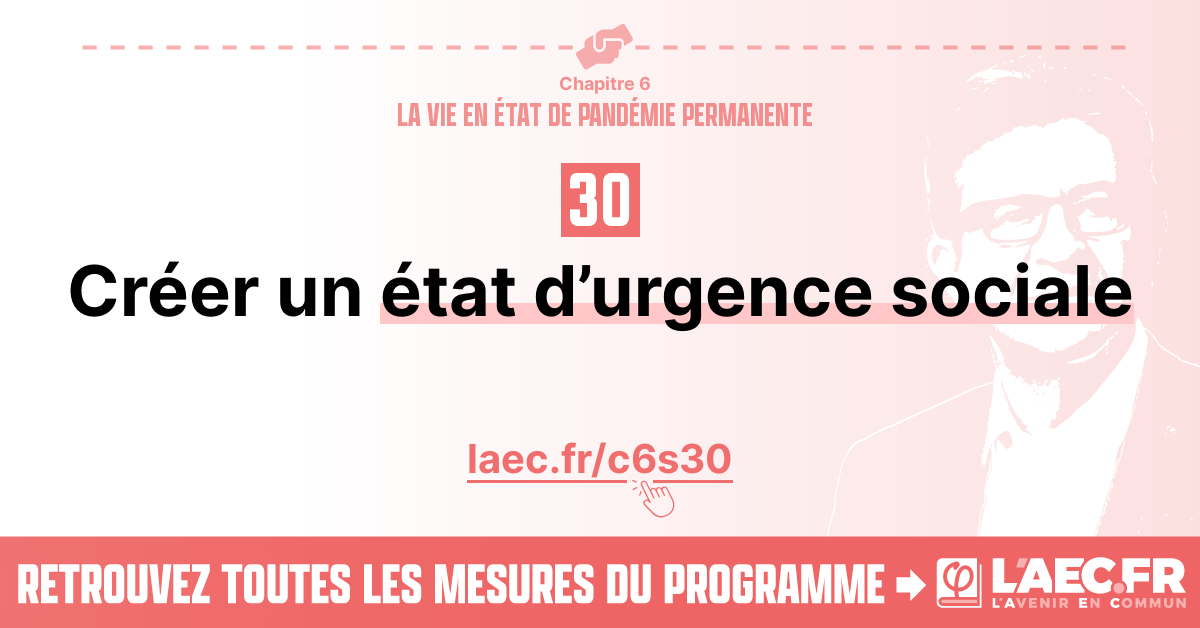 Chapitre 6
LA VIE EN ÉTAT DE PANDÉMIE PERMANENTE
30
Créer un état d’urgence sociale
laec.fr/c6s30
RETROUVEZ TOUTES LES MESURES DU PROGRAMME
φ L'AEC.FR
L'AVENIR EN COMMUN